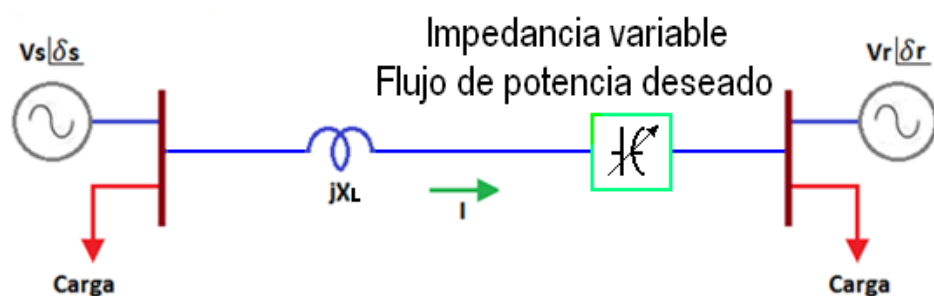 Impedancia variable
Flujo de potencia deseado
Vs|δs
Vr|δr
jXL
I
Carga
Carga